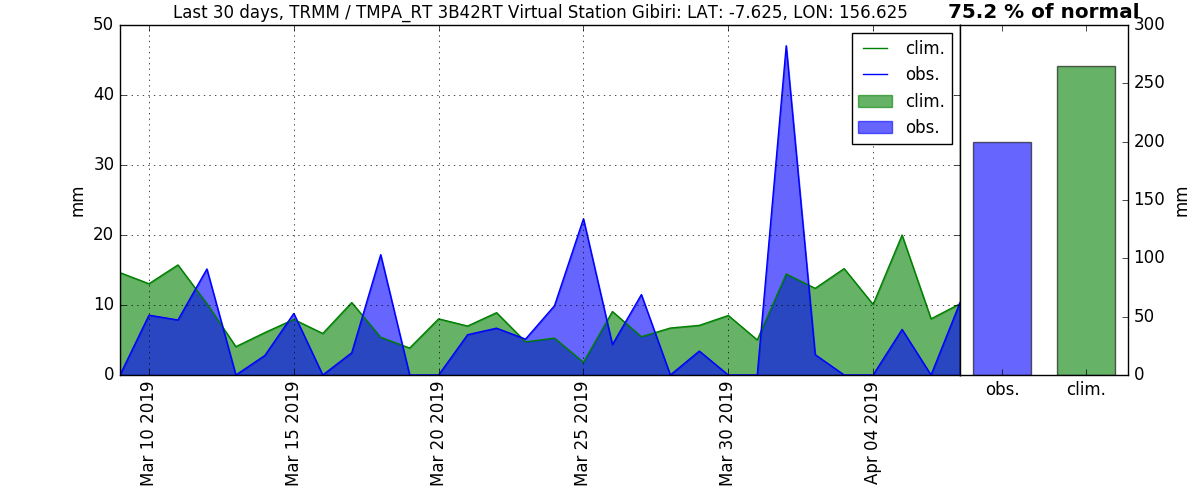 Last 30 days, TRMM / TMPA_RT 3B42RT Virtual Station Gibiri: LAT: -7.625, LON: 156.625
75.2 % of normal
mm
50
40
30
20
10
0
clim.
obs.
clim.
obs.
Mar 10 2019
Mar 15 2019
Mar 20 2019
Mar 25 2019
Mar 30 2019
Apr 04 2019
300
250
200
150
100
50
0
mm
obs.
clim.